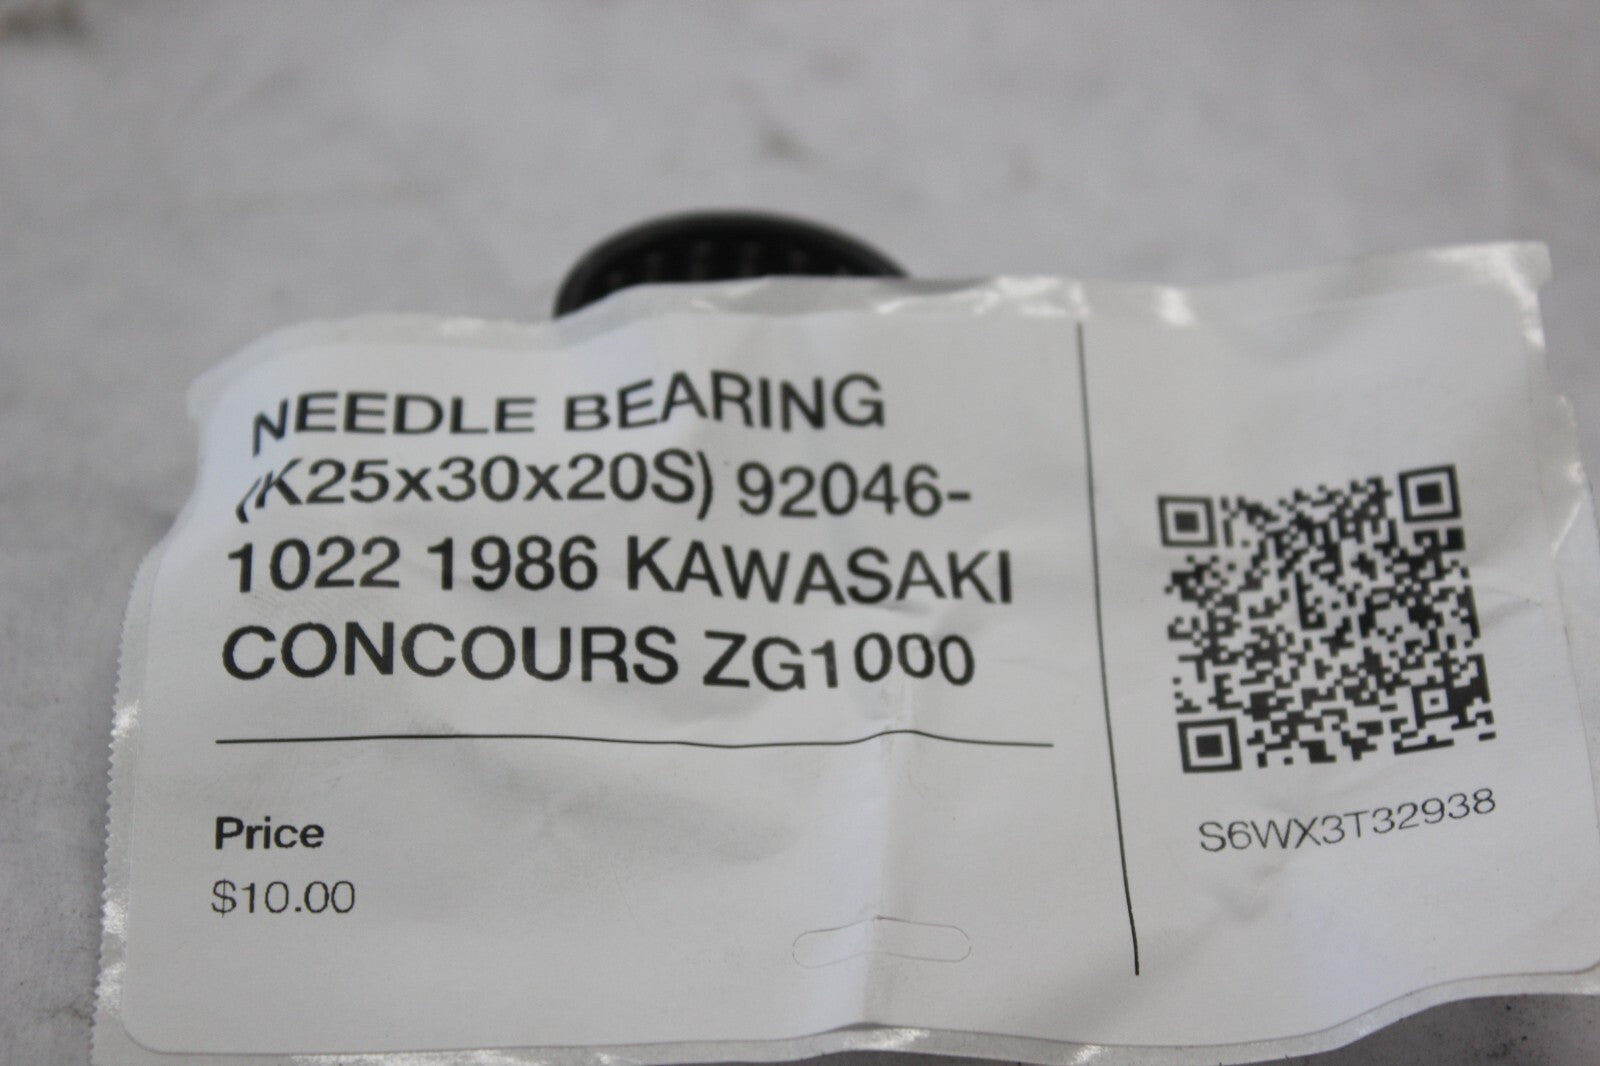 NEEDLE BEARING
(K25x30x20S) 92046-
1022 1986 KAWASAKI
CONCOURS ZG1000
Price
$10.00
S6WX3T32938